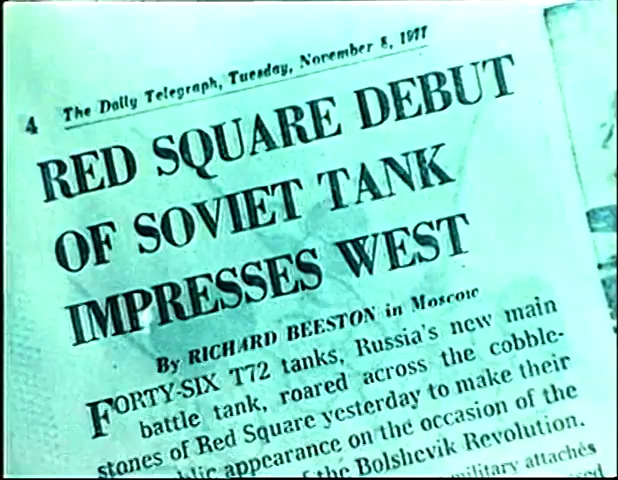 4 The Daily Telegraph, Tuesday, November 8, 1977
RED SQUARE DEBUT
OF SOVIET TANK
IMPRESSES WEST
By RICHARD BEESTON in Moscow
FORTY-SIX T72 tanks, Russia's new main
battle tank, roared across the cobble-
stones of Red Square yesterday to make their
appearance on the occasion of the
of the Bolshevik Revolution.
military attachés